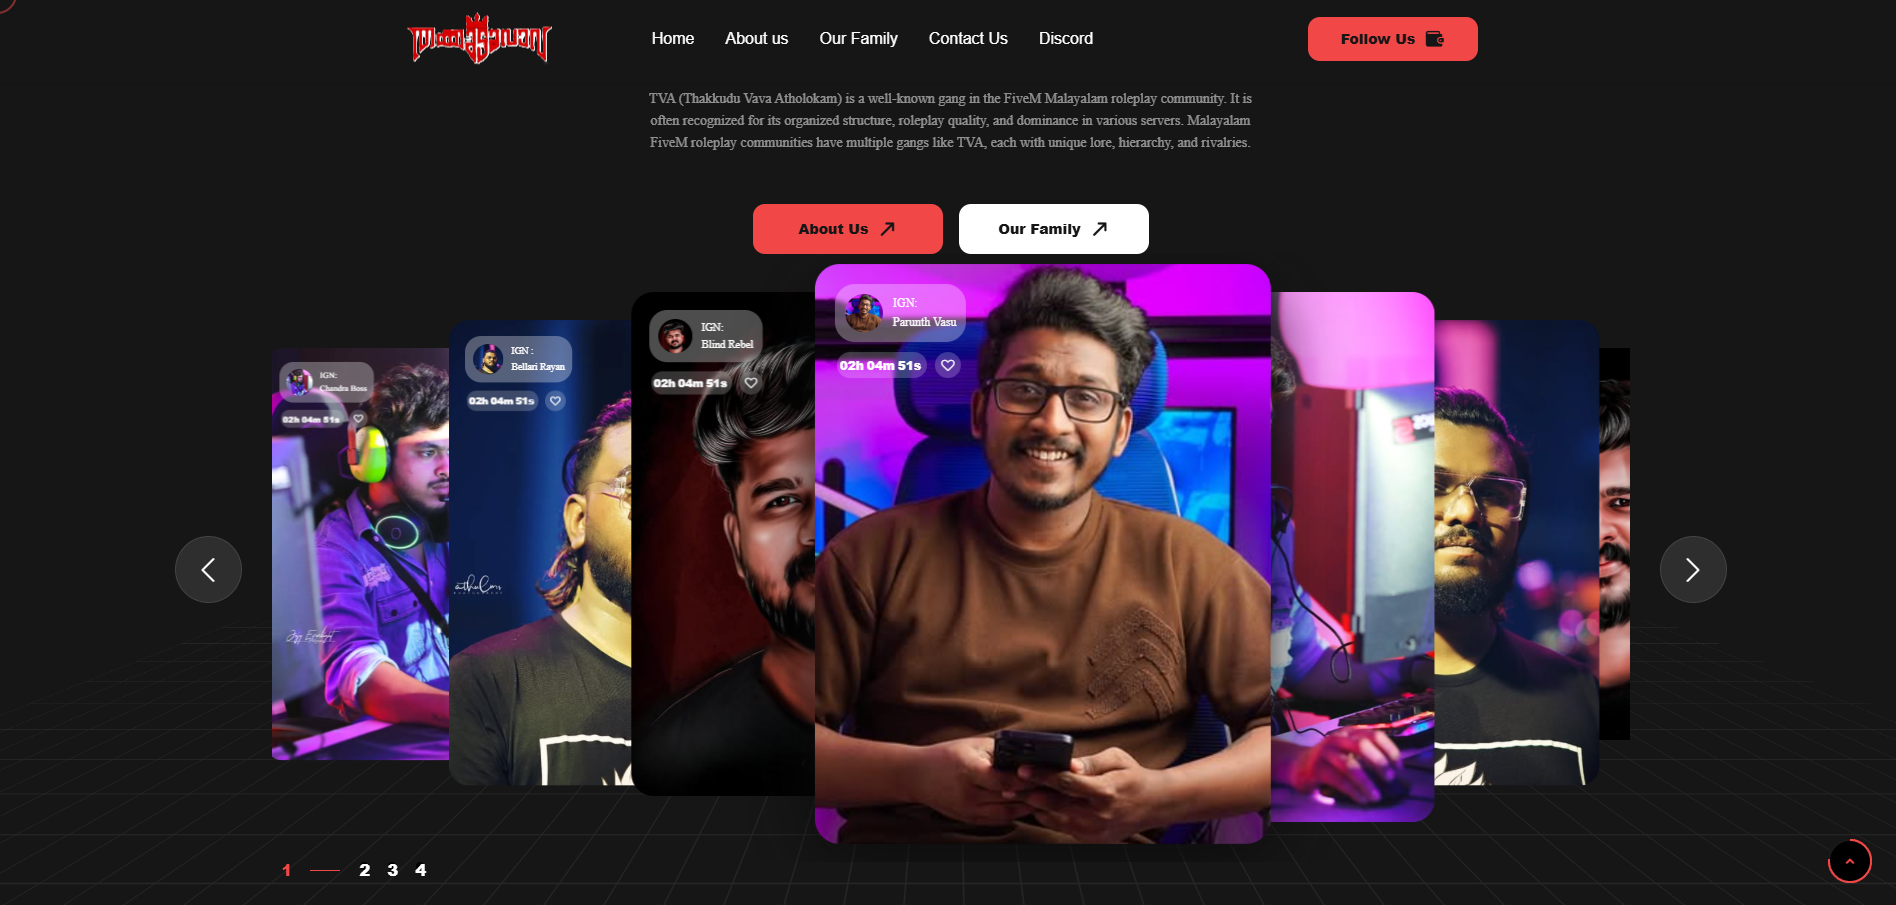 Home
About us
Our Family
Contact Us
Discord
Follow Us
TVA (Thakkudu Vava Atholokam) is a well-known gang in the FiveM Malayalam roleplay community. It is
often recognized for its organized structure, roleplay quality, and dominance in various servers. Malayalam
FiveM roleplay communities have multiple gangs like TVA, each with unique lore, hierarchy, and rivalries.
About Us
Our Family
IGN:
Chandra Boss
02h 04m 51s
IGN :
Bellari Rayan
02h 04m 51s
IGN:
Blind Rebel
02h 04m 51s
IGN:
Parunth Vasu
02h 04m 51s
1
2
3
4